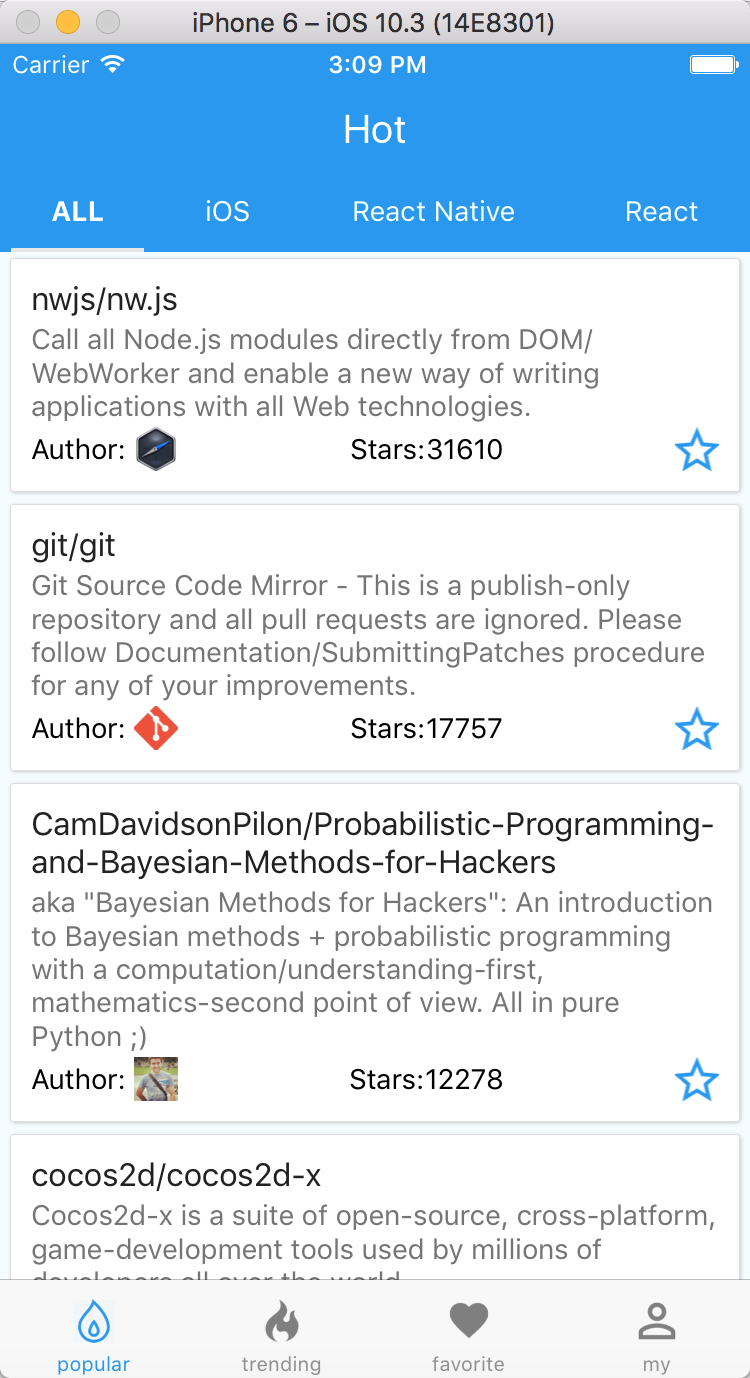 iPhone 6 – iOS 10.3 (14E8301)
Carrier 3:09 PM
Hot
ALL iOS React Native React
nwjs/nw.js
Call all Node.js modules directly from DOM/
WebWorker and enable a new way of writing
applications with all Web technologies.
Author: Stars:31610
git/git
Git Source Code Mirror - This is a publish-only
repository and all pull requests are ignored. Please
follow Documentation/SubmittingPatches procedure
for any of your improvements.
Author: Stars:17757
CamDavidsonPilon/Probabilistic-Programming-
and-Bayesian-Methods-for-Hackers
aka "Bayesian Methods for Hackers": An introduction
to Bayesian methods + probabilistic programming
with a computation/understanding-first,
mathematics-second point of view. All in pure
Python ;)
Author: Stars:12278
cocos2d/cocos2d-x
Cocos2d-x is a suite of open-source, cross-platform,
game-development tools used by millions of
developers all over the world
popular trending favorite my